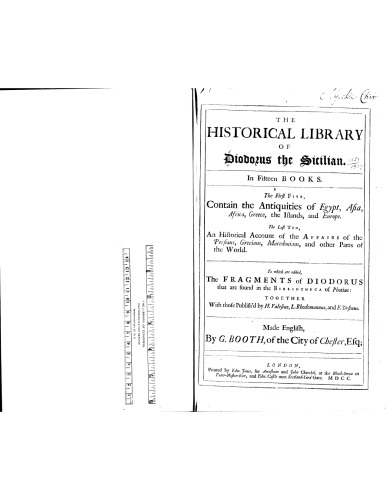 THE
HISTORICAL LIBRARY
OF
Diodorus the Sicilian.
In Fifteen BOOKS.
The First Five,
Contain the Antiquities of Egypt, Asia,
Africa, Greece, the Islands, and Europe.
The Last Ten,
An Historical Account of the AFFAIRS of the
Persians, Grecians, Macedonians, and other Parts of
the World.
To which are added,
The FRAGMENTS of DIODORUS
that are found in the BIBLIOTHECA of Photius:
TOGETHER
With those Publish'd by H. Valesius, L. Rhodomannus, and F. Ursinus.
Made English,
By G. BOOTH, of the City of Chester, Esq;
LONDON,
Printed by Edw. Jones, for Awnsham and John Churchil, at the Black-Swan in
Pater-Noster-Row, and Edw. Castle near Scotland-Yard Gate. MDCC.